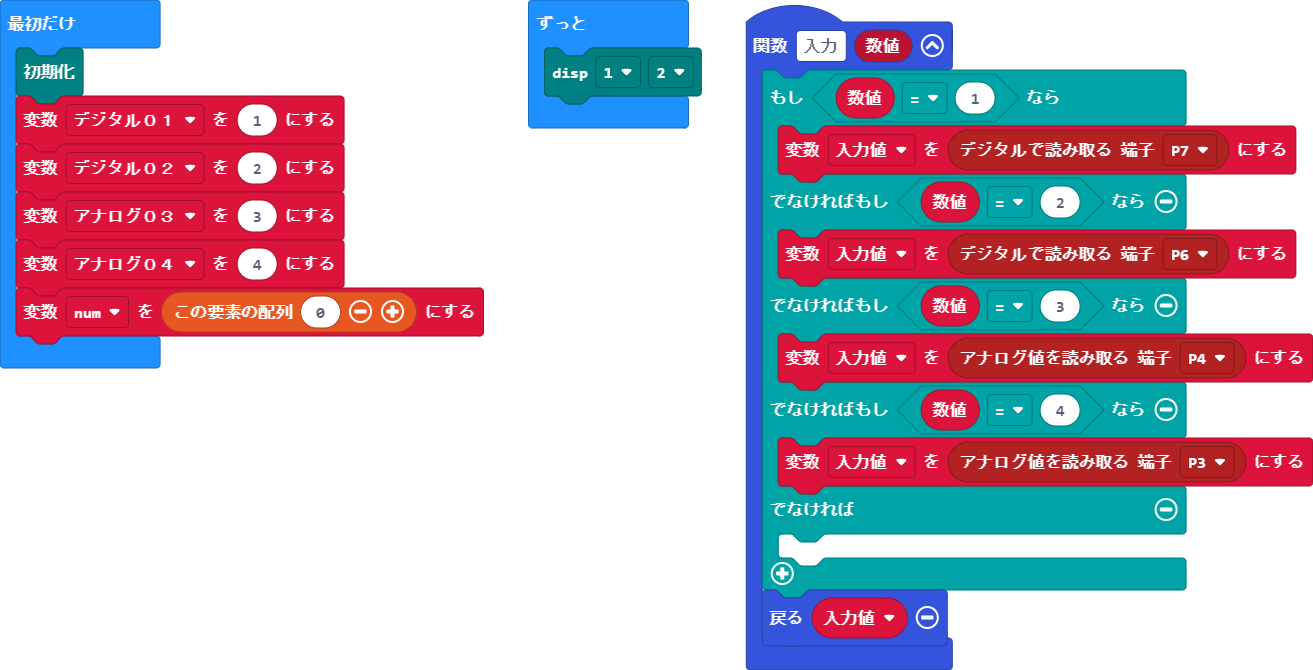 最初だけ
初期化
変数 デジタル０１ を 1 にする
変数 デジタル０２ を 2 にする
変数 アナログ０３ を 3 にする
変数 アナログ０４ を 4 にする
変数 num を この要素の配列 0 にする
ずっと
disp 1 2
関数 入力 数値
もし 数値 = 1 なら
変数 入力値 を デジタルで読み取る 端子 P7 にする
でなければもし 数値 = 2 なら
変数 入力値 を デジタルで読み取る 端子 P6 にする
でなければもし 数値 = 3 なら
変数 入力値 を アナログ値を読み取る 端子 P4 にする
でなければもし 数値 = 4 なら
変数 入力値 を アナログ値を読み取る 端子 P3 にする
でなければ
戻る 入力値